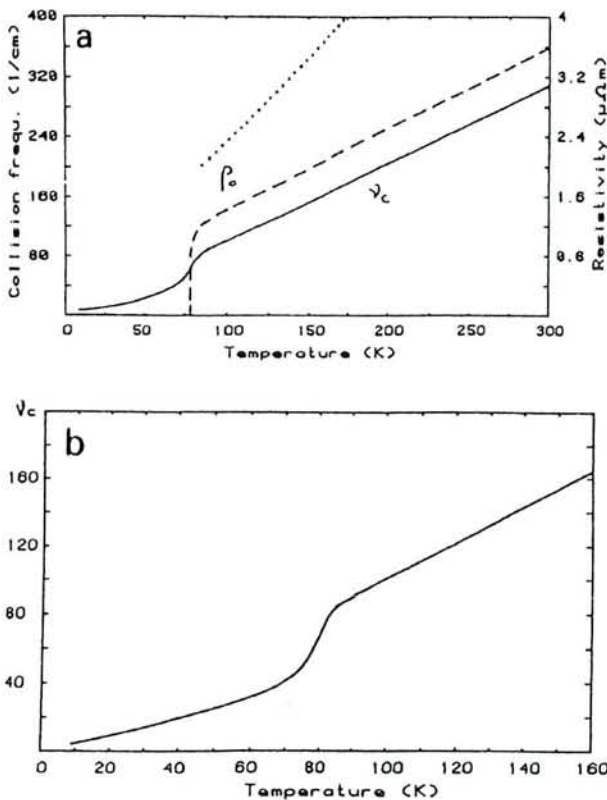 a
Collision frequ. (1/cm)
400
320
240
160
80
Resistivity (μΩm)
4
3.2
2.4
1.6
0.8
ρ₀
νc
0 50 100 150 200 250 300
Temperature (K)
b
νc
160
120
80
40
0 20 40 60 80 100 120 140 160
Temperature (K)